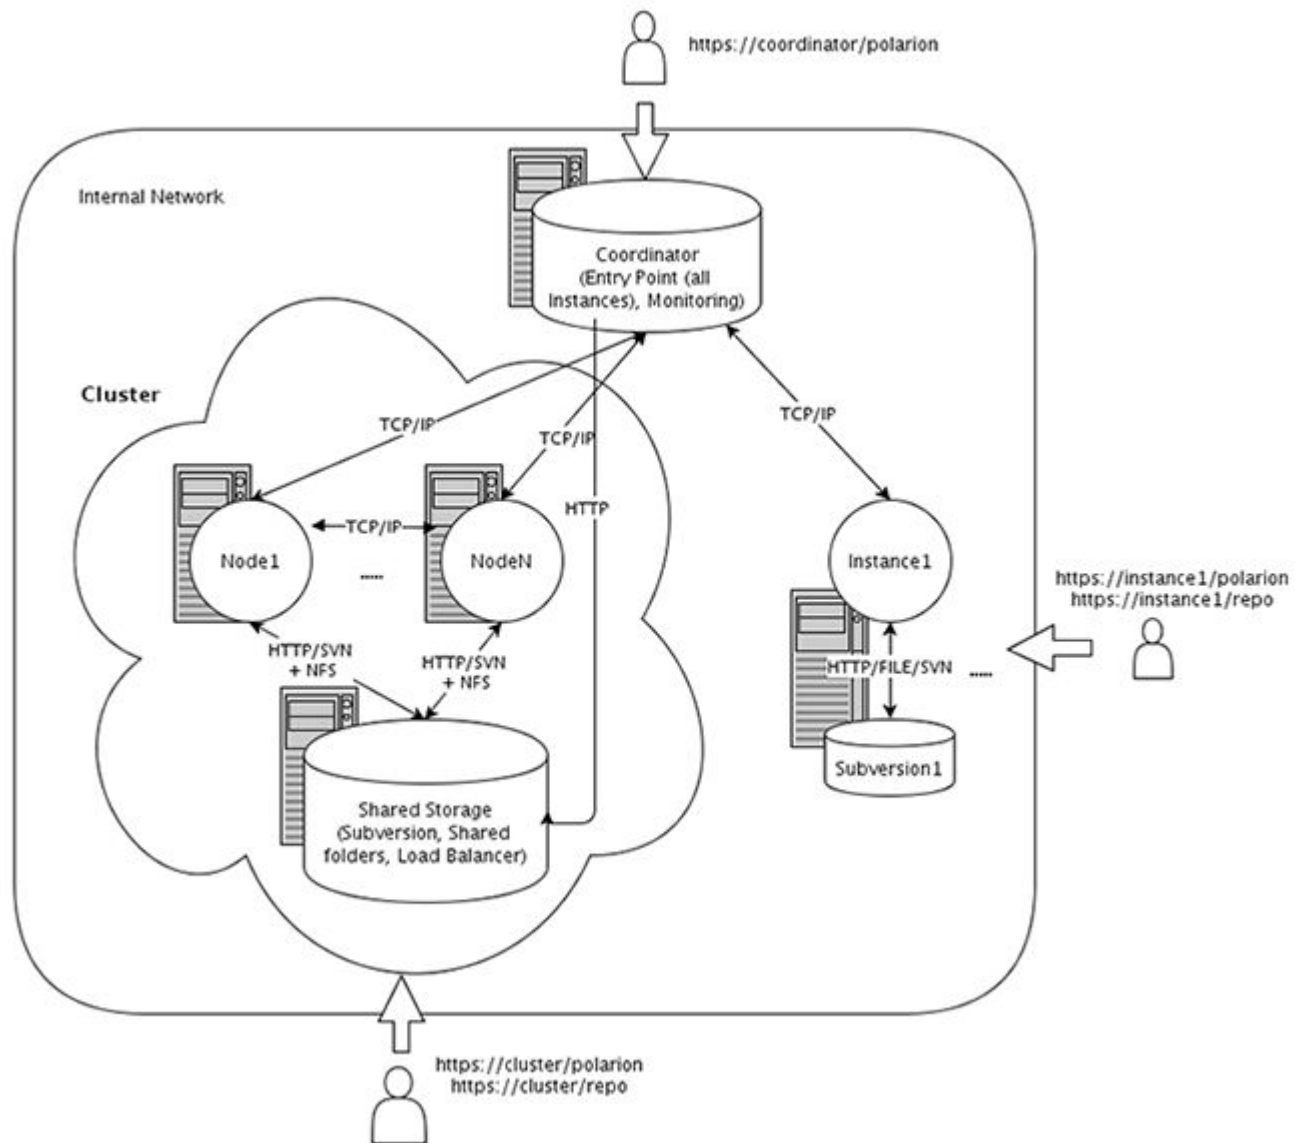 https://coordinator/polarion
Internal Network
Coordinator
(Entry Point (all
Instances), Monitoring)
Cluster
TCP/IP
TCP/IP
TCP/IP
HTTP
TCP/IP
Node1
.....
NodeN
Instance1
https://instance1/polarion
https://instance1/repo
HTTP/SVN
+ NFS
HTTP/SVN
+ NFS
HTTP/FILE/SVN
.....
Subversion1
Shared Storage
(Subversion, Shared
folders, Load Balancer)
https://cluster/polarion
https://cluster/repo